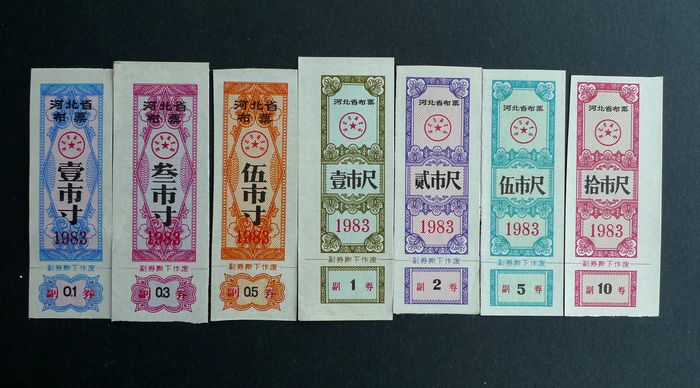 河北省
布票
壹市寸
1983
副券撕下作废
副 0.1 券
河北省
布票
叁市寸
1983
副券撕下作废
副 0.3 券
河北省
布票
伍市寸
1983
副券撕下作废
副 0.5 券
河北省布票
壹市尺
1983
副券撕下作废
副 1 券
河北省布票
贰市尺
1983
副券撕下作废
副 2 券
河北省布票
伍市尺
1983
副券撕下作废
副 5 券
河北省布票
拾市尺
1983
副券撕下作废
副 10 券